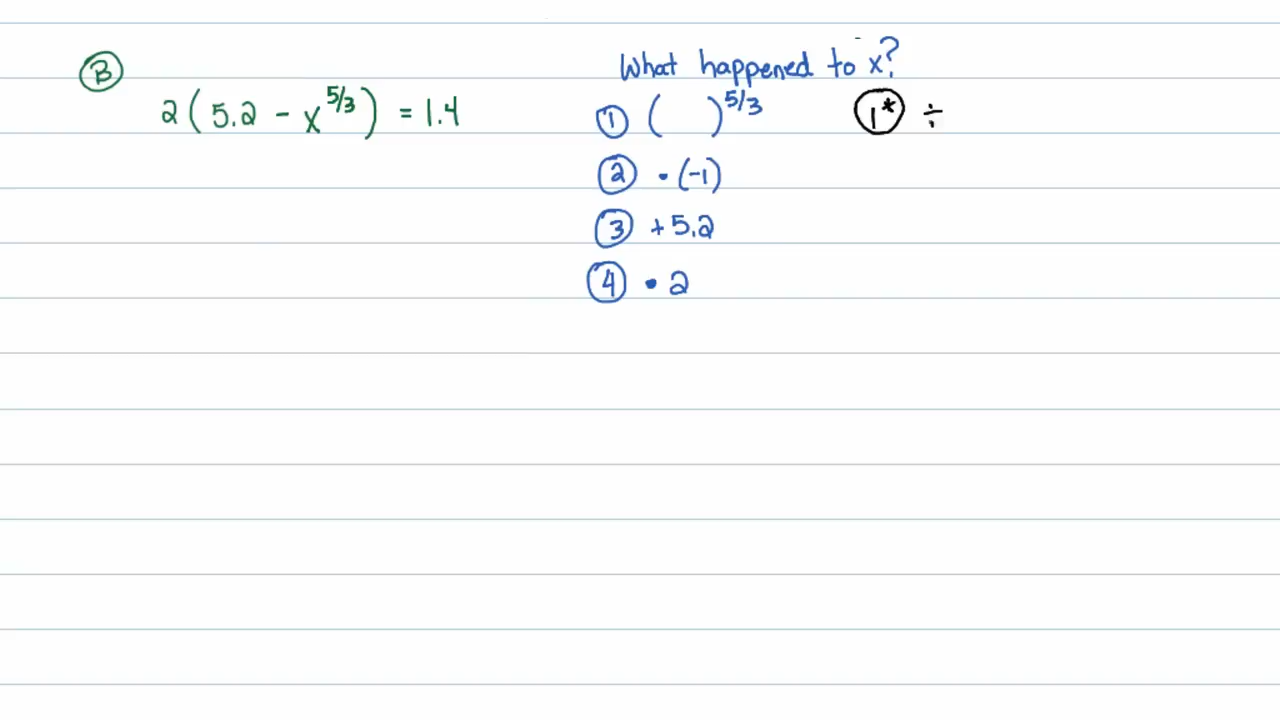 Ⓑ
2(5.2 - x^{5/3}) = 1.4
What happened to x?
① ( )^{5/3}
② • (-1)
③ + 5.2
④ • 2
1* ÷